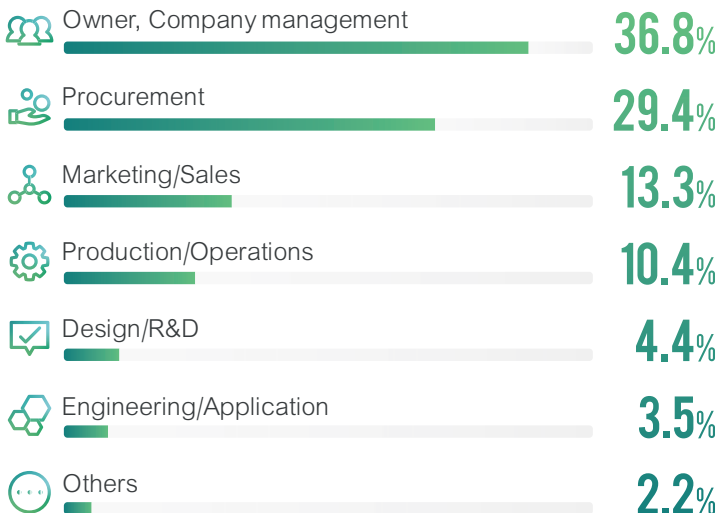 Owner, Company management
36.8%
Procurement
29.4%
Marketing/Sales
13.3%
Production/Operations
10.4%
Design/R&D
4.4%
Engineering/Application
3.5%
Others
2.2%